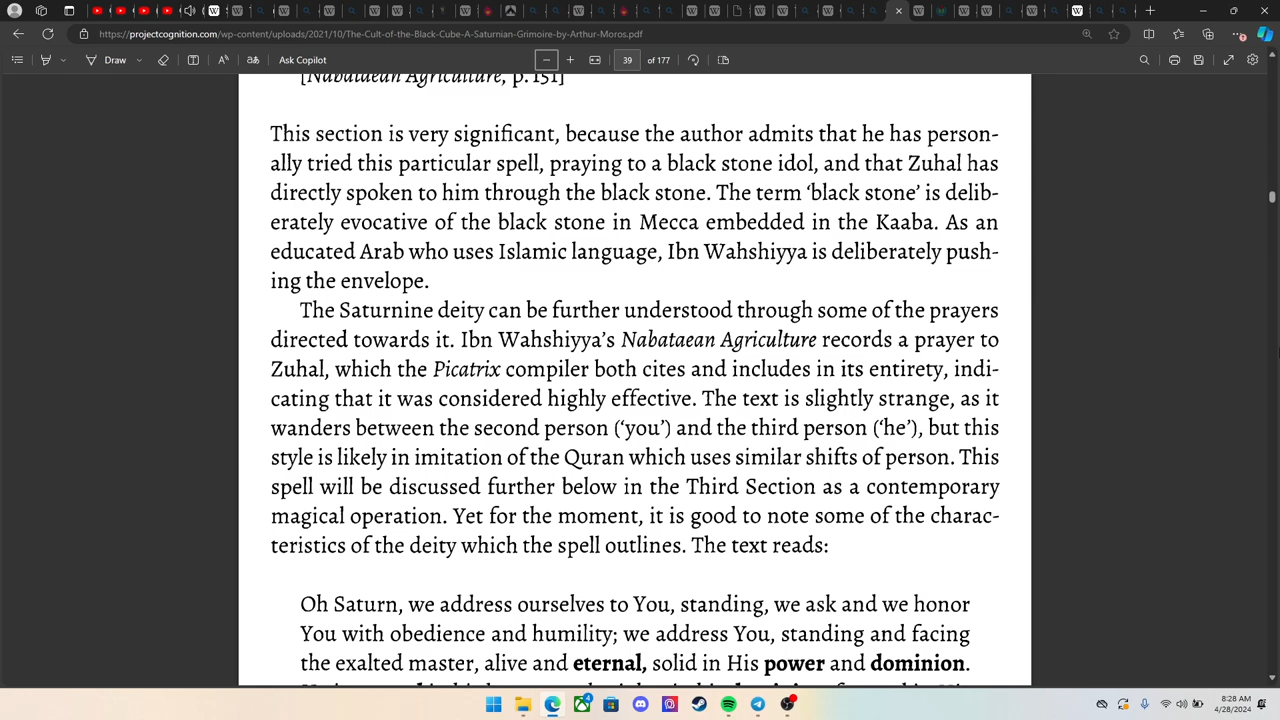 https://projectcognition.com/wp-content/uploads/2021/10/The-Cult-of-the-Black-Cube-A-Saturnian-Grimoire-by-Arthur-Moros.pdf
Draw
Ask Copilot
39 of 177
[Nabataean Agriculture, p. 151]
This section is very significant, because the author admits that he has person-
ally tried this particular spell, praying to a black stone idol, and that Zuhal has
directly spoken to him through the black stone. The term ‘black stone’ is delib-
erately evocative of the black stone in Mecca embedded in the Kaaba. As an
educated Arab who uses Islamic language, Ibn Wahshiyya is deliberately push-
ing the envelope.
The Saturnine deity can be further understood through some of the prayers
directed towards it. Ibn Wahshiyya’s Nabataean Agriculture records a prayer to
Zuhal, which the Picatrix compiler both cites and includes in its entirety, indi-
cating that it was considered highly effective. The text is slightly strange, as it
wanders between the second person (‘you’) and the third person (‘he’), but this
style is likely in imitation of the Quran which uses similar shifts of person. This
spell will be discussed further below in the Third Section as a contemporary
magical operation. Yet for the moment, it is good to note some of the charac-
teristics of the deity which the spell outlines. The text reads:
Oh Saturn, we address ourselves to You, standing, we ask and we honor
You with obedience and humility; we address You, standing and facing
the exalted master, alive and eternal, solid in His power and dominion.
8:28 AM
4/28/2024